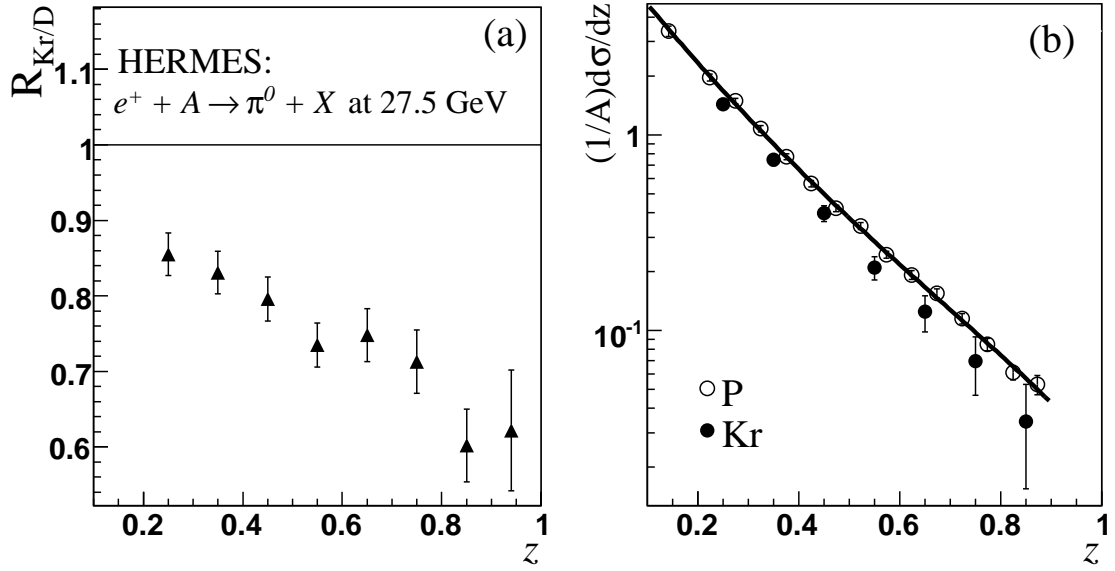 R_{Kr/D}
(a)
HERMES:
e⁺ + A → π⁰ + X at 27.5 GeV
1.1
1
0.9
0.8
0.7
0.6
0.2 0.4 0.6 0.8 1
z
(1/A)dσ/dz
(b)
1
10⁻¹
P
Kr
0.2 0.4 0.6 0.8 1
z